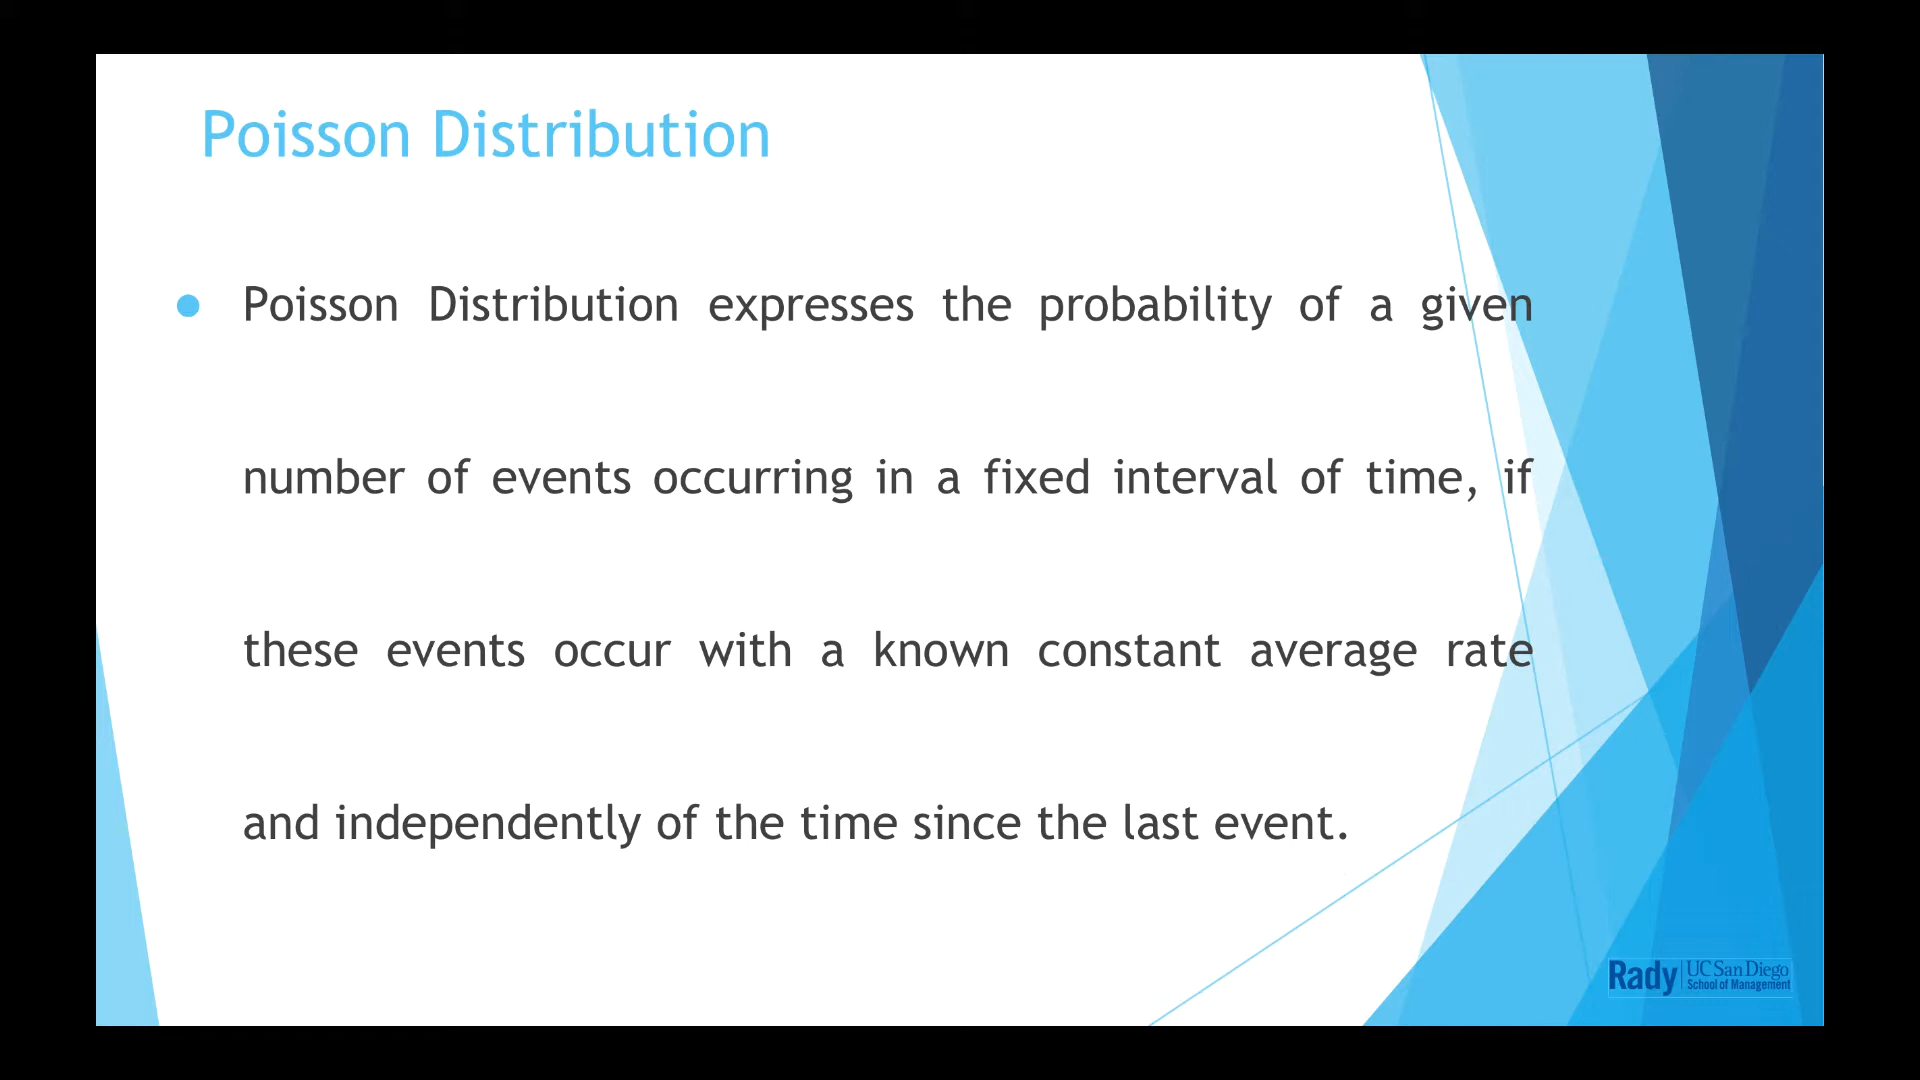 Poisson Distribution
● Poisson Distribution expresses the probability of a given
number of events occurring in a fixed interval of time, if
these events occur with a known constant average rate
and independently of the time since the last event.
Rady UC San Diego
School of Management